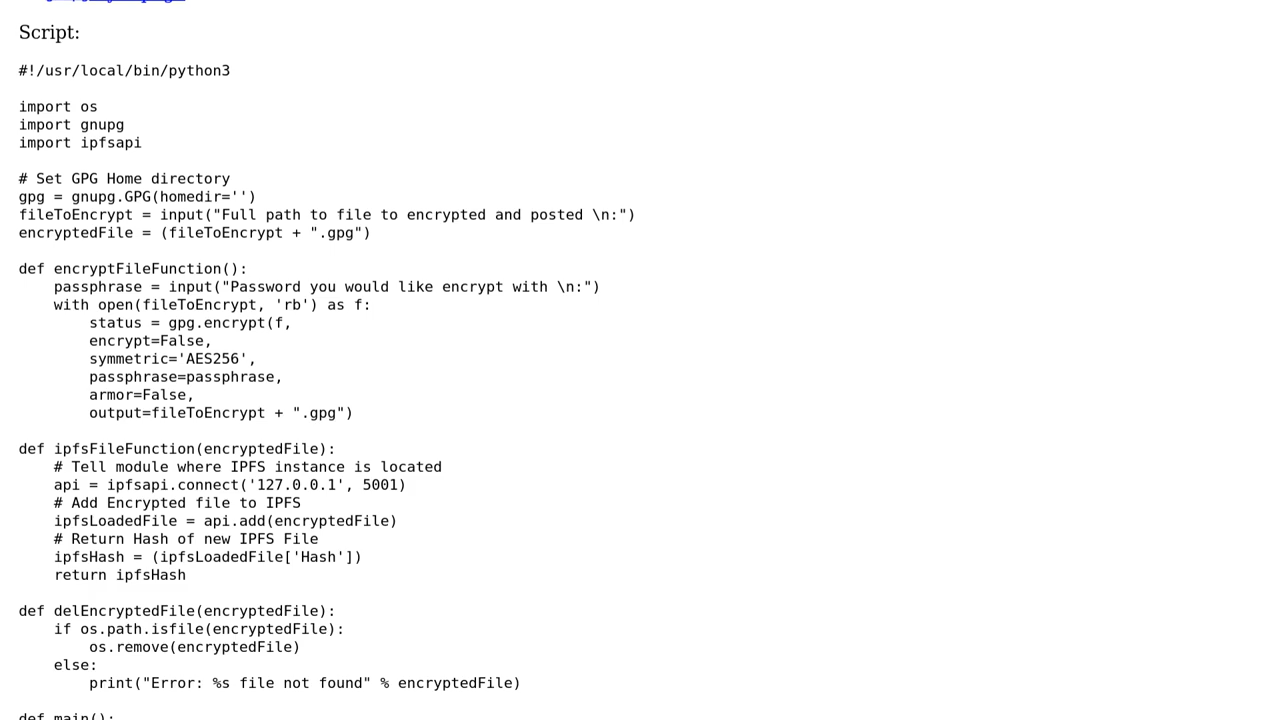 Script:
#!/usr/local/bin/python3
import os
import gnupg
import ipfsapi
# Set GPG Home directory
gpg = gnupg.GPG(homedir='')
fileToEncrypt = input("Full path to file to encrypted and posted \n:")
encryptedFile = (fileToEncrypt + ".gpg")
def encryptFileFunction():
    passphrase = input("Password you would like encrypt with \n:")
    with open(fileToEncrypt, 'rb') as f:
        status = gpg.encrypt(f,
        encrypt=False,
        symmetric='AES256',
        passphrase=passphrase,
        armor=False,
        output=fileToEncrypt + ".gpg")
def ipfsFileFunction(encryptedFile):
    # Tell module where IPFS instance is located
    api = ipfsapi.connect('127.0.0.1', 5001)
    # Add Encrypted file to IPFS
    ipfsLoadedFile = api.add(encryptedFile)
    # Return Hash of new IPFS File
    ipfsHash = (ipfsLoadedFile['Hash'])
    return ipfsHash
def delEncryptedFile(encryptedFile):
    if os.path.isfile(encryptedFile):
        os.remove(encryptedFile)
    else:
        print("Error: %s file not found" % encryptedFile)
def main():